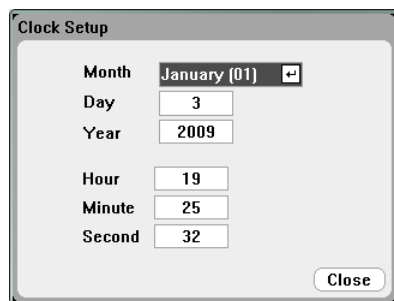 Clock Setup
Month January (01) ↵
Day 3
Year 2009
Hour 19
Minute 25
Second 32
Close